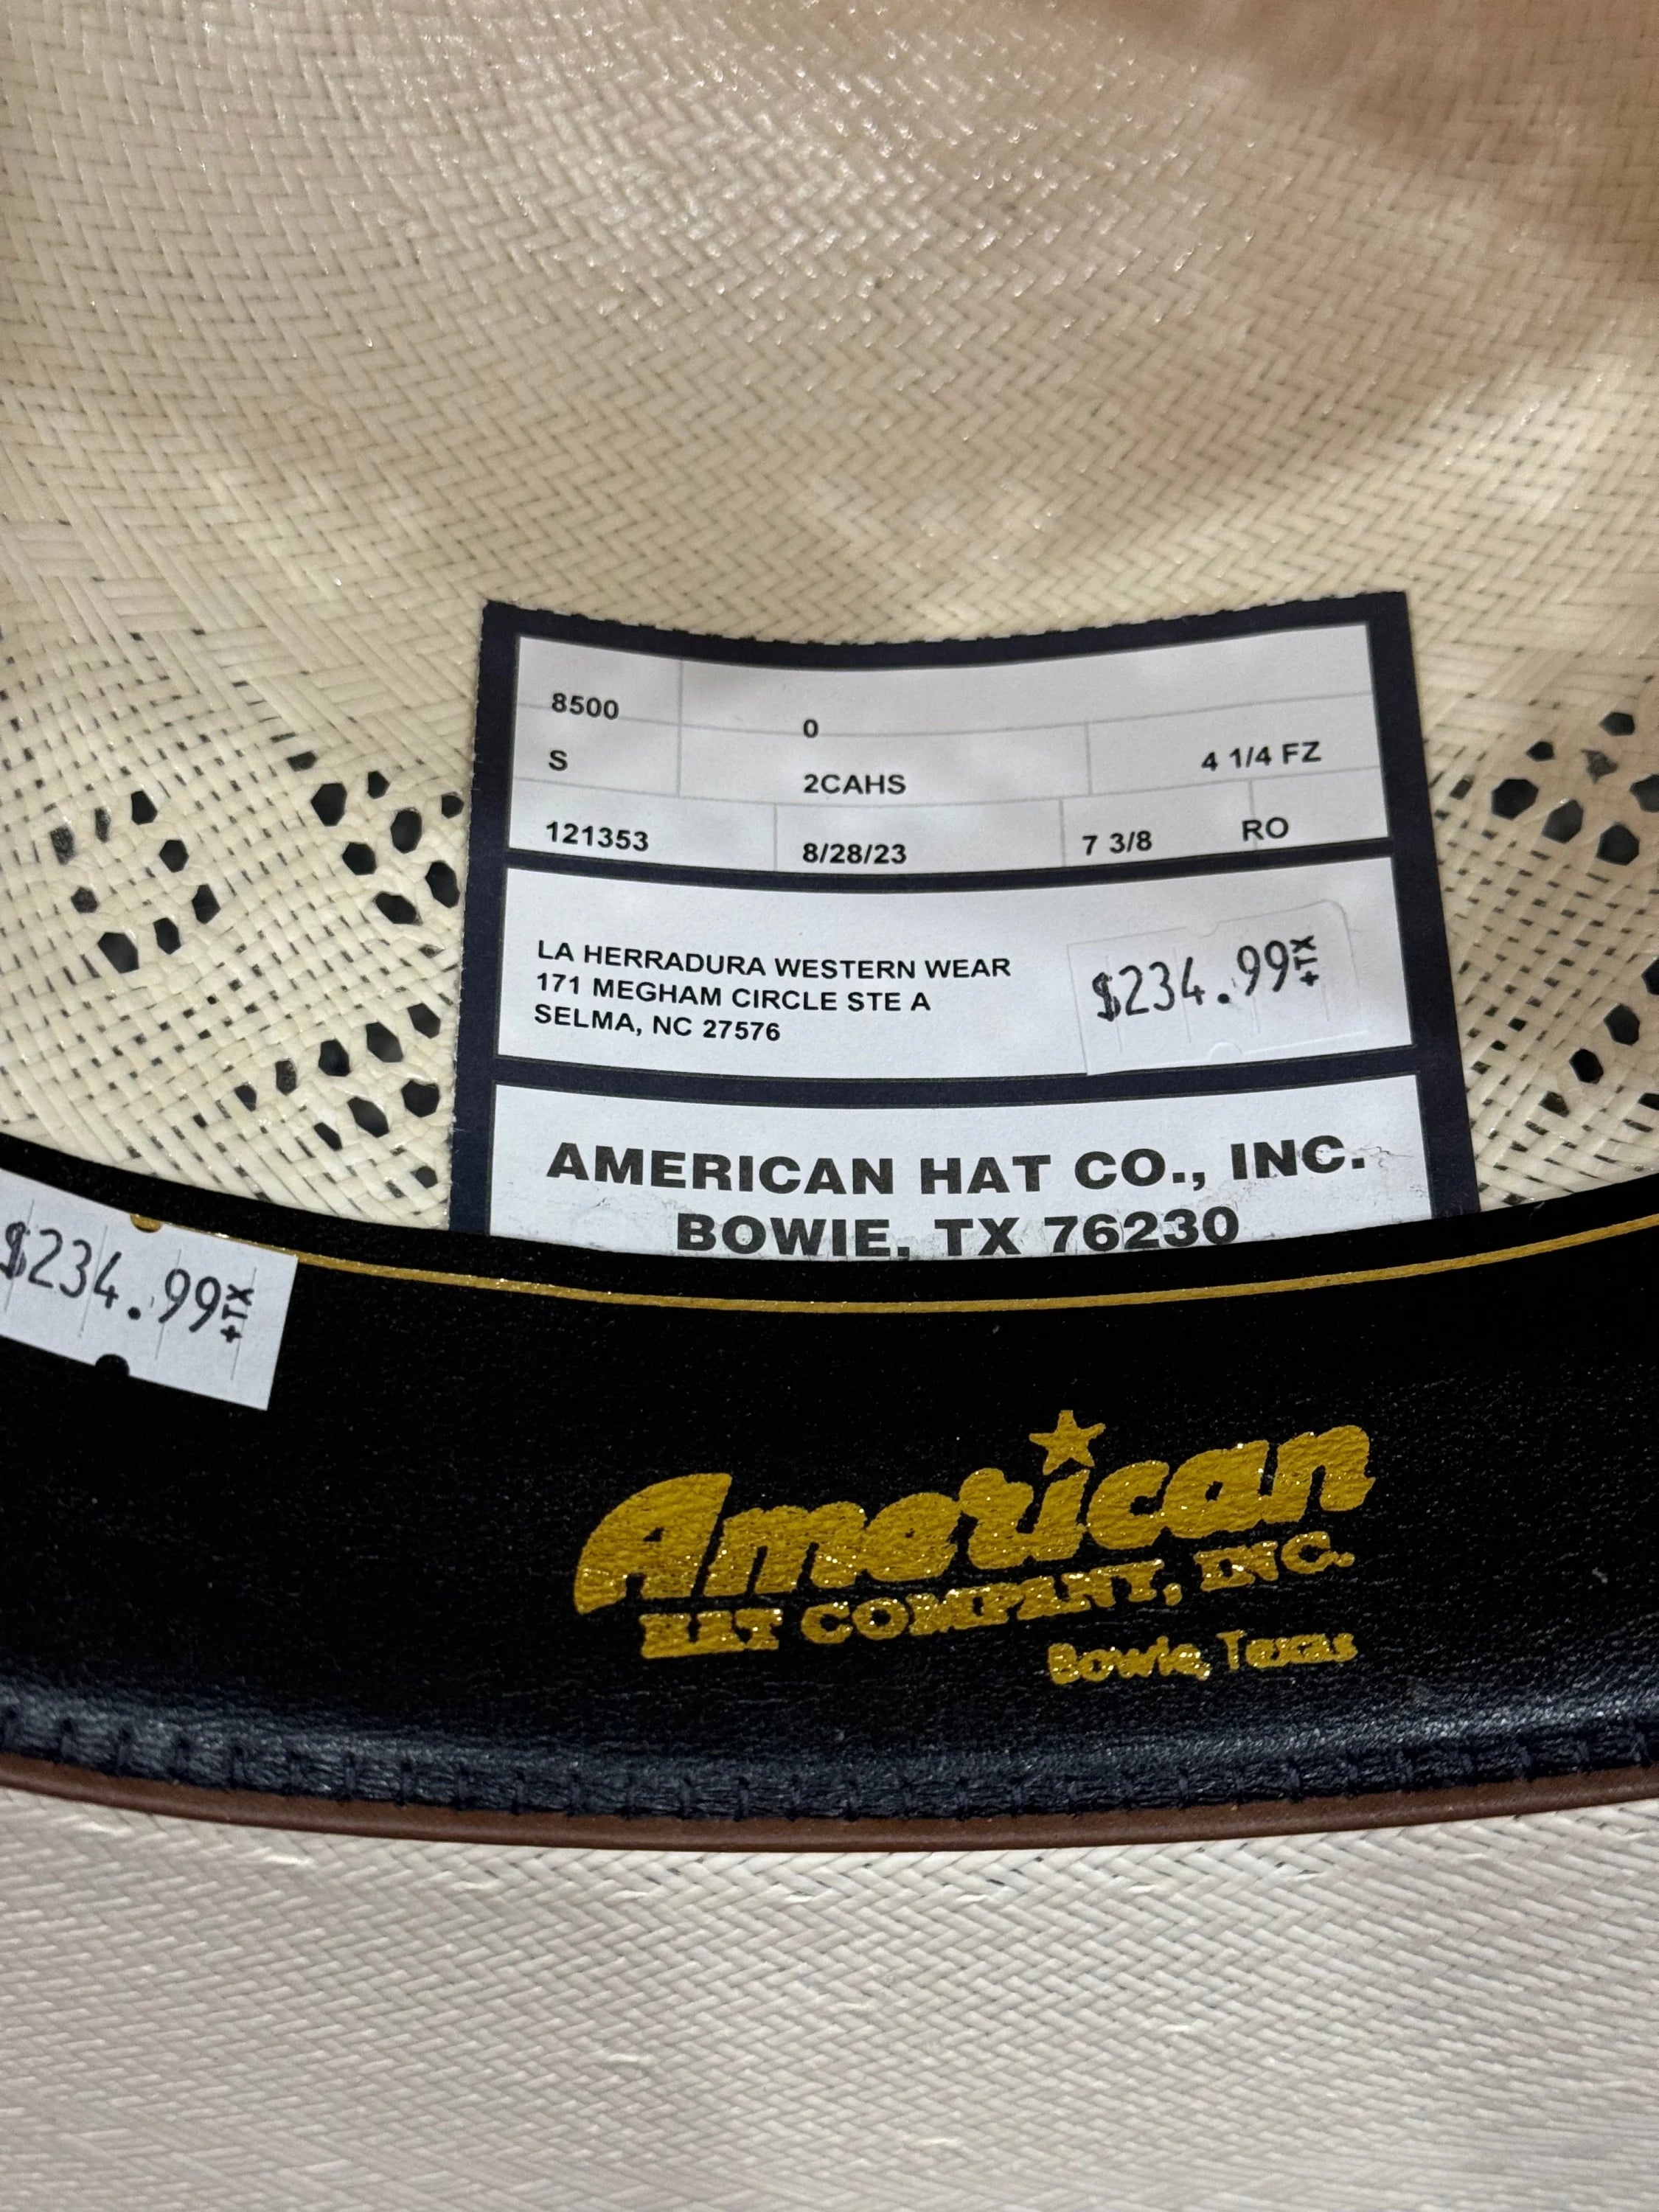 8500 0
S 2CAHS 4 1/4 FZ
121353 8/28/23 7 3/8 RO
LA HERRADURA WESTERN WEAR
171 MEGHAM CIRCLE STE A
SELMA, NC 27576
$234.99+TX
AMERICAN HAT CO., INC.
BOWIE, TX 76230
$234.99+TX
American
HAT COMPANY, INC.
Bowie, Texas